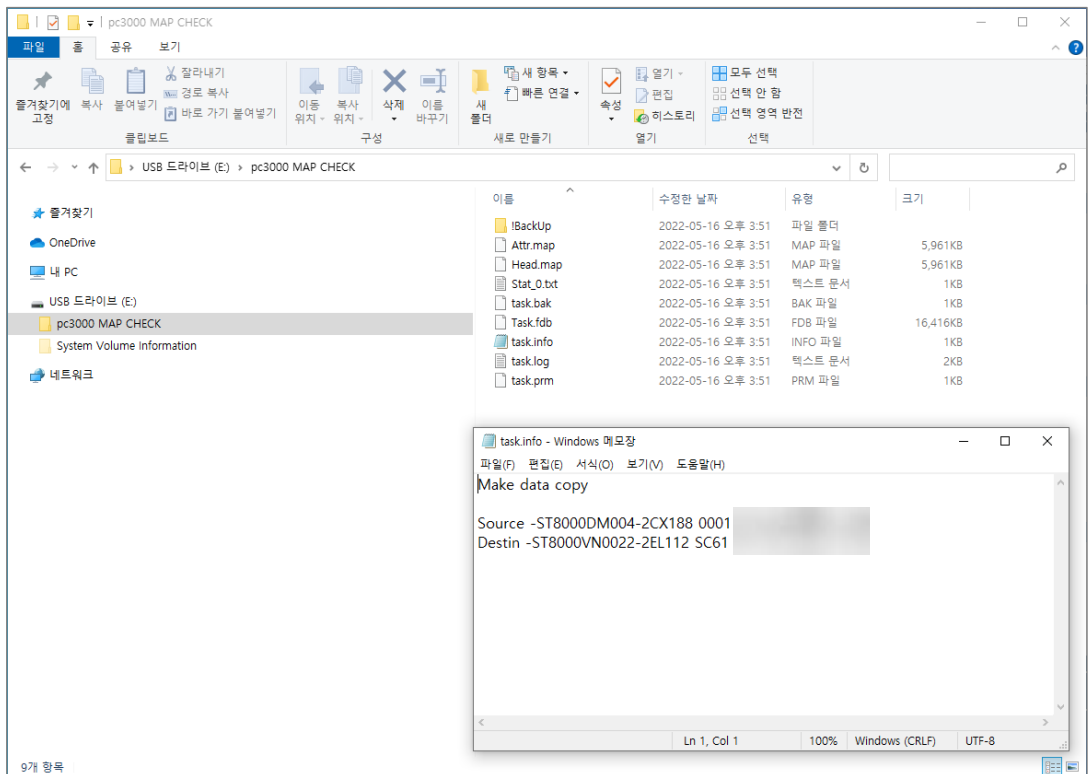 pc3000 MAP CHECK
파일 홈 공유 보기
즐겨찾기에 고정
복사
붙여넣기
잘라내기
경로 복사
바로 가기 붙여넣기
클립보드
이동 위치
복사 위치
삭제
이름 바꾸기
구성
새 폴더
새 항목
빠른 연결
새로 만들기
속성
열기
편집
히스토리
열기
모두 선택
선택 안 함
선택 영역 반전
선택
USB 드라이브 (E:) › pc3000 MAP CHECK
즐겨찾기
OneDrive
내 PC
USB 드라이브 (E:)
pc3000 MAP CHECK
System Volume Information
네트워크
이름 수정한 날짜 유형 크기
!BackUp 2022-05-16 오후 3:51 파일 폴더
Attr.map 2022-05-16 오후 3:51 MAP 파일 5,961KB
Head.map 2022-05-16 오후 3:51 MAP 파일 5,961KB
Stat_0.txt 2022-05-16 오후 3:51 텍스트 문서 1KB
task.bak 2022-05-16 오후 3:51 BAK 파일 1KB
Task.fdb 2022-05-16 오후 3:51 FDB 파일 16,416KB
task.info 2022-05-16 오후 3:51 INFO 파일 1KB
task.log 2022-05-16 오후 3:51 텍스트 문서 2KB
task.prm 2022-05-16 오후 3:51 PRM 파일 1KB
task.info - Windows 메모장
파일(F) 편집(E) 서식(O) 보기(V) 도움말(H)
Make data copy
Source -ST8000DM004-2CX188 0001
Destin -ST8000VN0022-2EL112 SC61
Ln 1, Col 1 100% Windows (CRLF) UTF-8
9개 항목